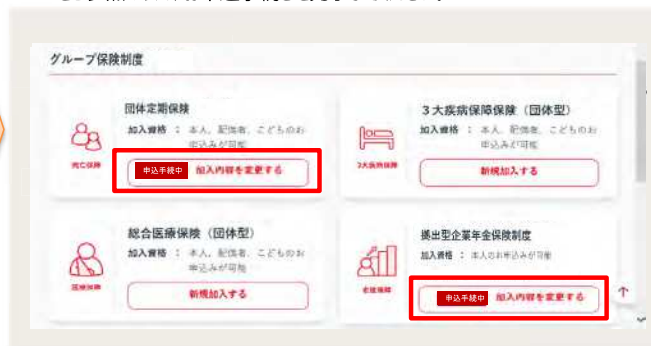 グループ保険制度
団体定期保険
加入資格 ： 本人、配偶者、こどものお
申込みが可能
死亡保障
申込手続中 加入内容を変更する
3大疾病保障保険（団体型）
加入資格 ： 本人、配偶者、こどものお
申込みが可能
3大疾病保障
新規加入する
総合医療保険（団体型）
加入資格 ： 本人、配偶者、こどものお
申込みが可能
医療保障
新規加入する
拠出型企業年金保険制度
加入資格 ： 本人のお申込みが可能
老後保障
申込手続中 加入内容を変更する